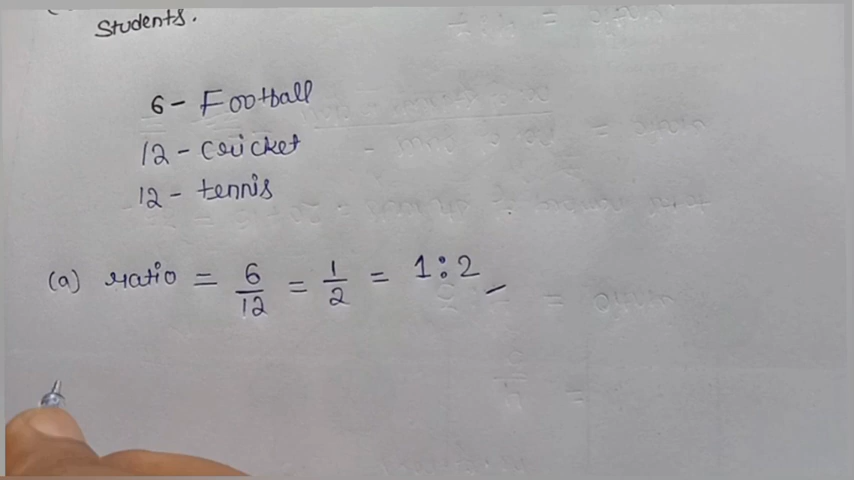 Students.
6 - Football
12 - cricket
12 - tennis
(a) ratio = 6/12 = 1/2 = 1:2